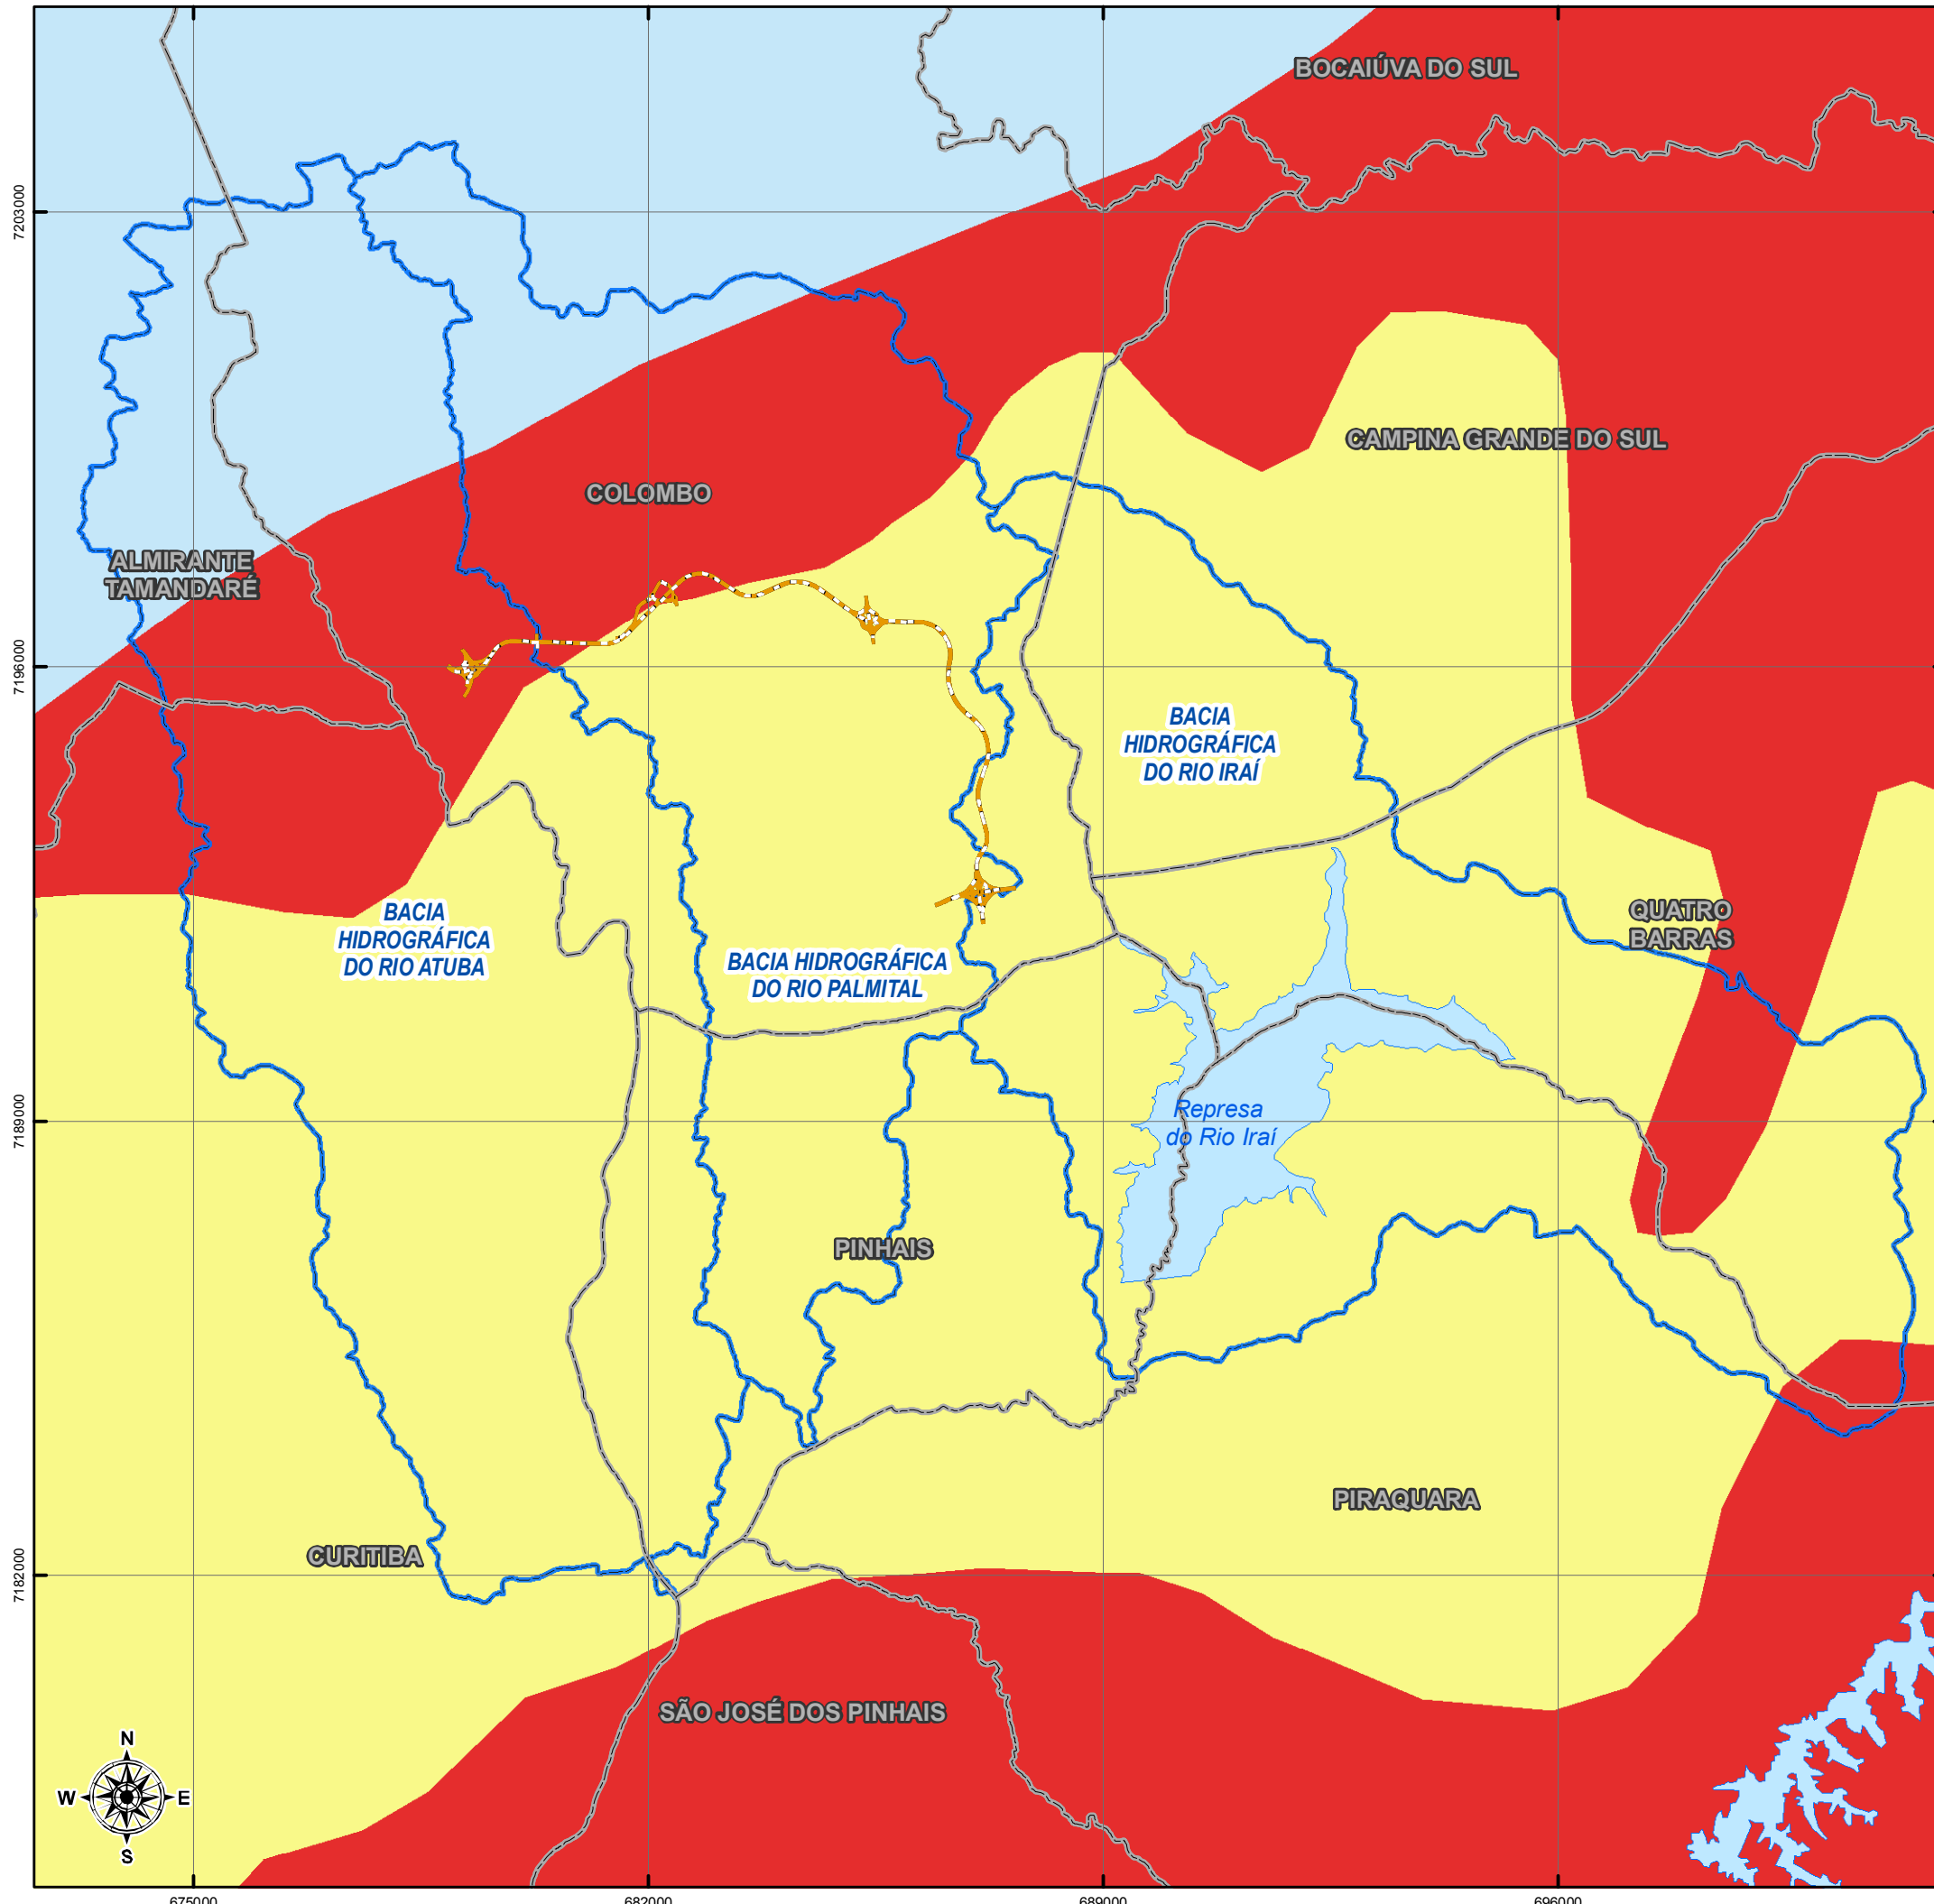 BOCAIÚVA DO SUL
7203000
CAMPINA GRANDE DO SUL
COLOMBO
ALMIRANTE
TAMANDARÉ
7196000
BACIA
HIDROGRÁFICA
DO RIO IRAÍ
QUATRO
BARRAS
BACIA
HIDROGRÁFICA
DO RIO ATUBA
BACIA HIDROGRÁFICA
DO RIO PALMITAL
7189000
Represa
do Rio Iraí
PINHAIS
PIRAQUARA
CURITIBA
7182000
SÃO JOSÉ DOS PINHAIS
N
W E
S
675000 682000 689000 696000